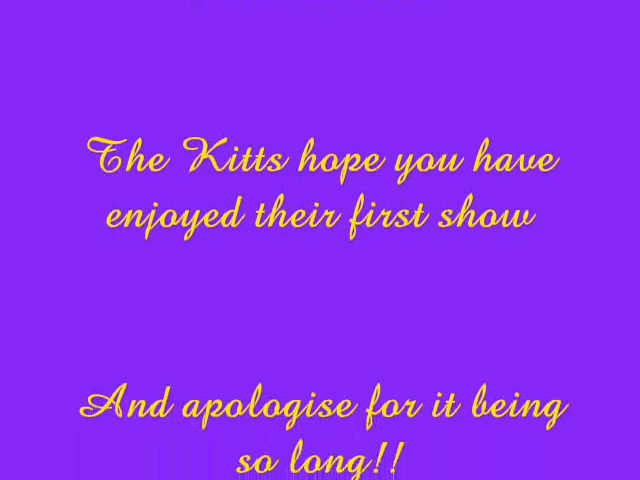 The Kitts hope you have
enjoyed their first show
And apologise for it being
so long!!